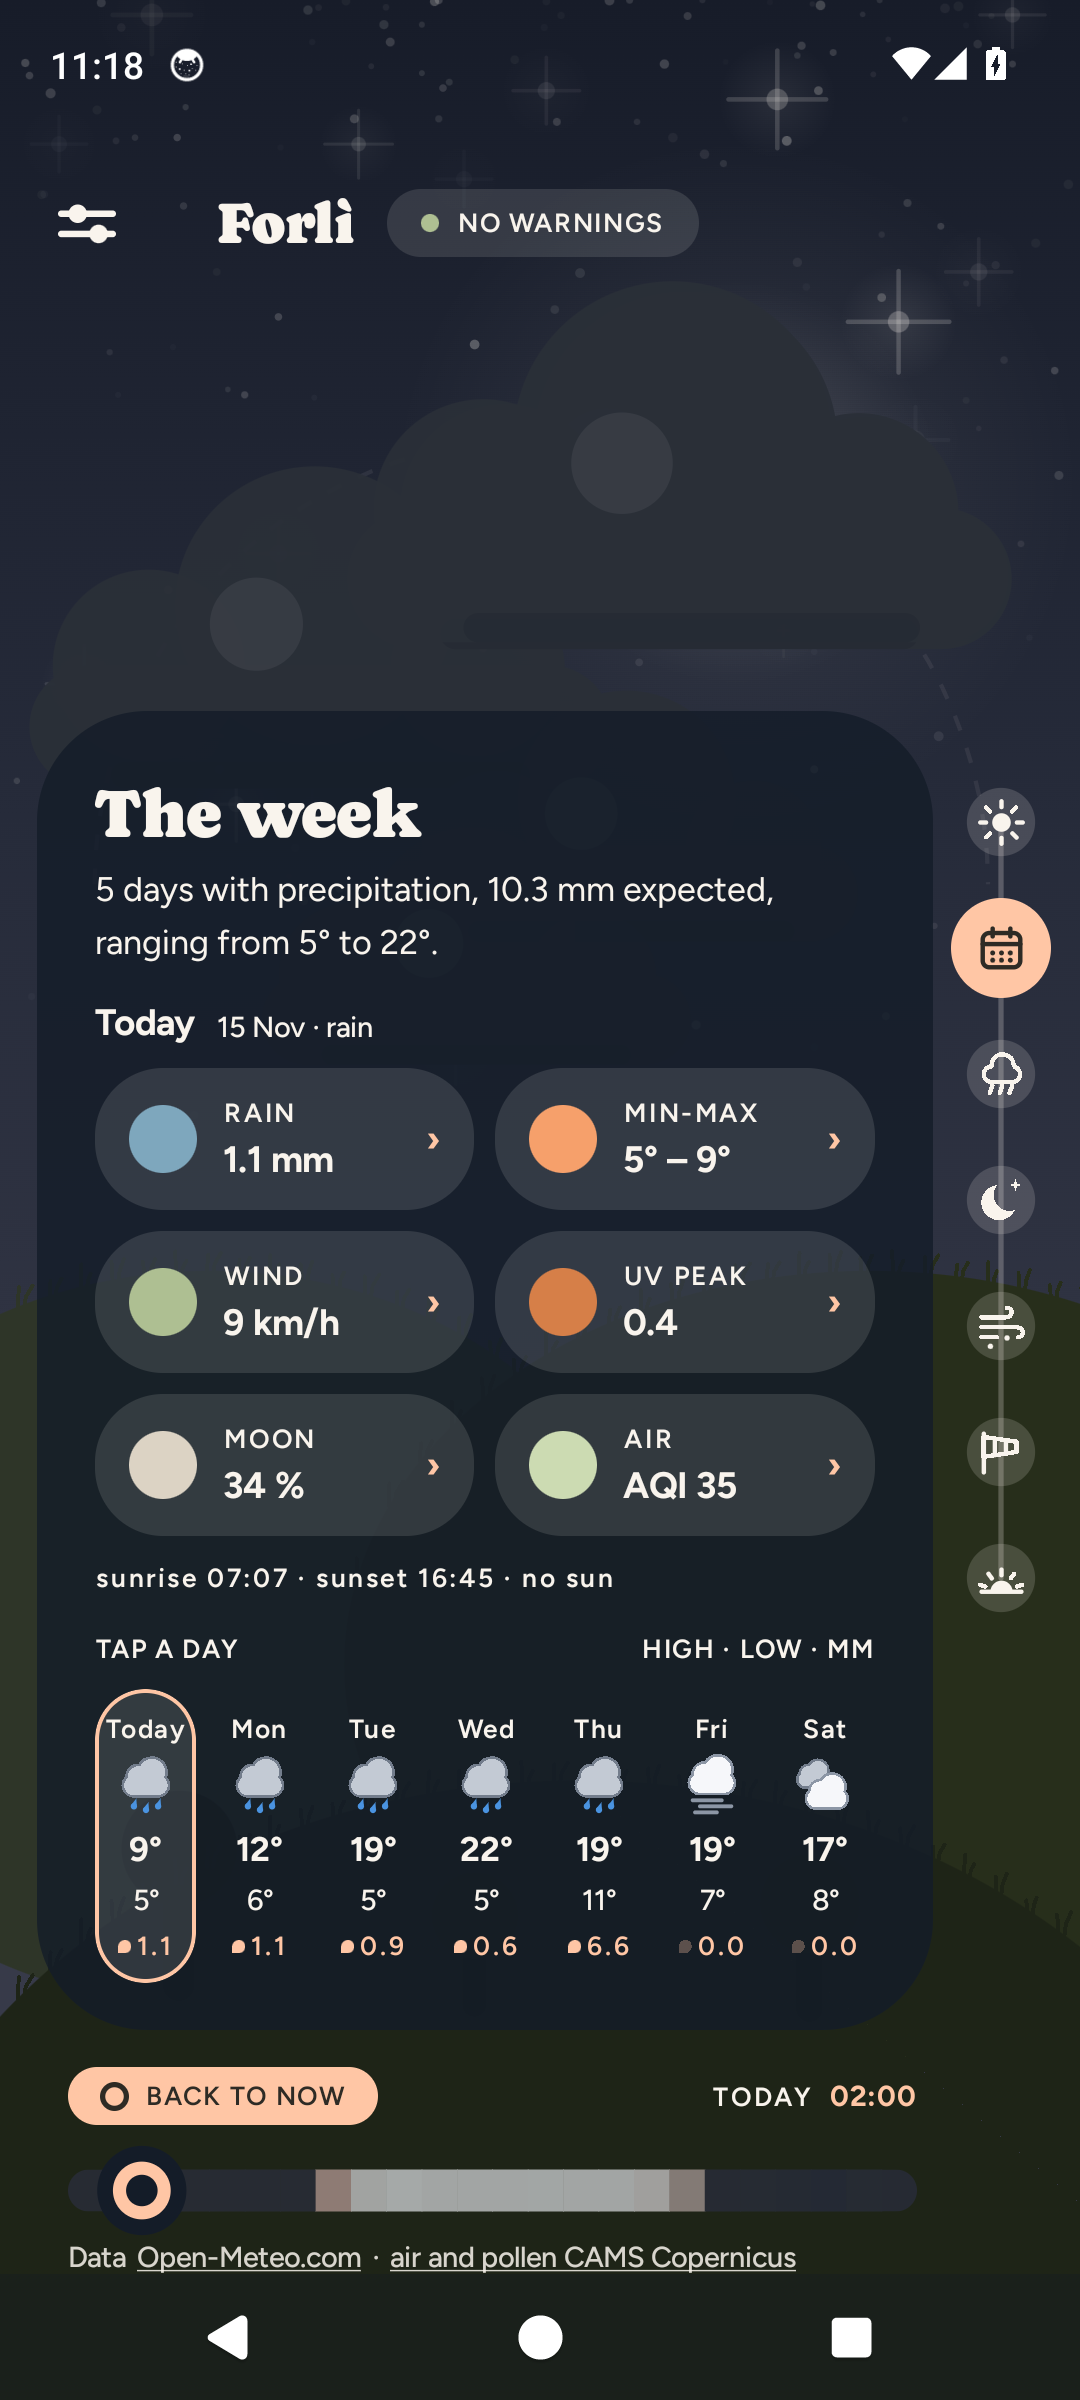 11:18
Forlì NO WARNINGS
The week
5 days with precipitation, 10.3 mm expected,
ranging from 5° to 22°.
Today 15 Nov · rain
RAIN
1.1 mm ›
MIN-MAX
5° – 9° ›
WIND
9 km/h ›
UV PEAK
0.4 ›
MOON
34 % ›
AIR
AQI 35 ›
sunrise 07:07 · sunset 16:45 · no sun
TAP A DAY HIGH · LOW · MM
Today Mon Tue Wed Thu Fri Sat
9° 12° 19° 22° 19° 19° 17°
5° 6° 5° 5° 11° 7° 8°
1.1 1.1 0.9 0.6 6.6 0.0 0.0
BACK TO NOW TODAY 02:00
Data Open-Meteo.com · air and pollen CAMS Copernicus